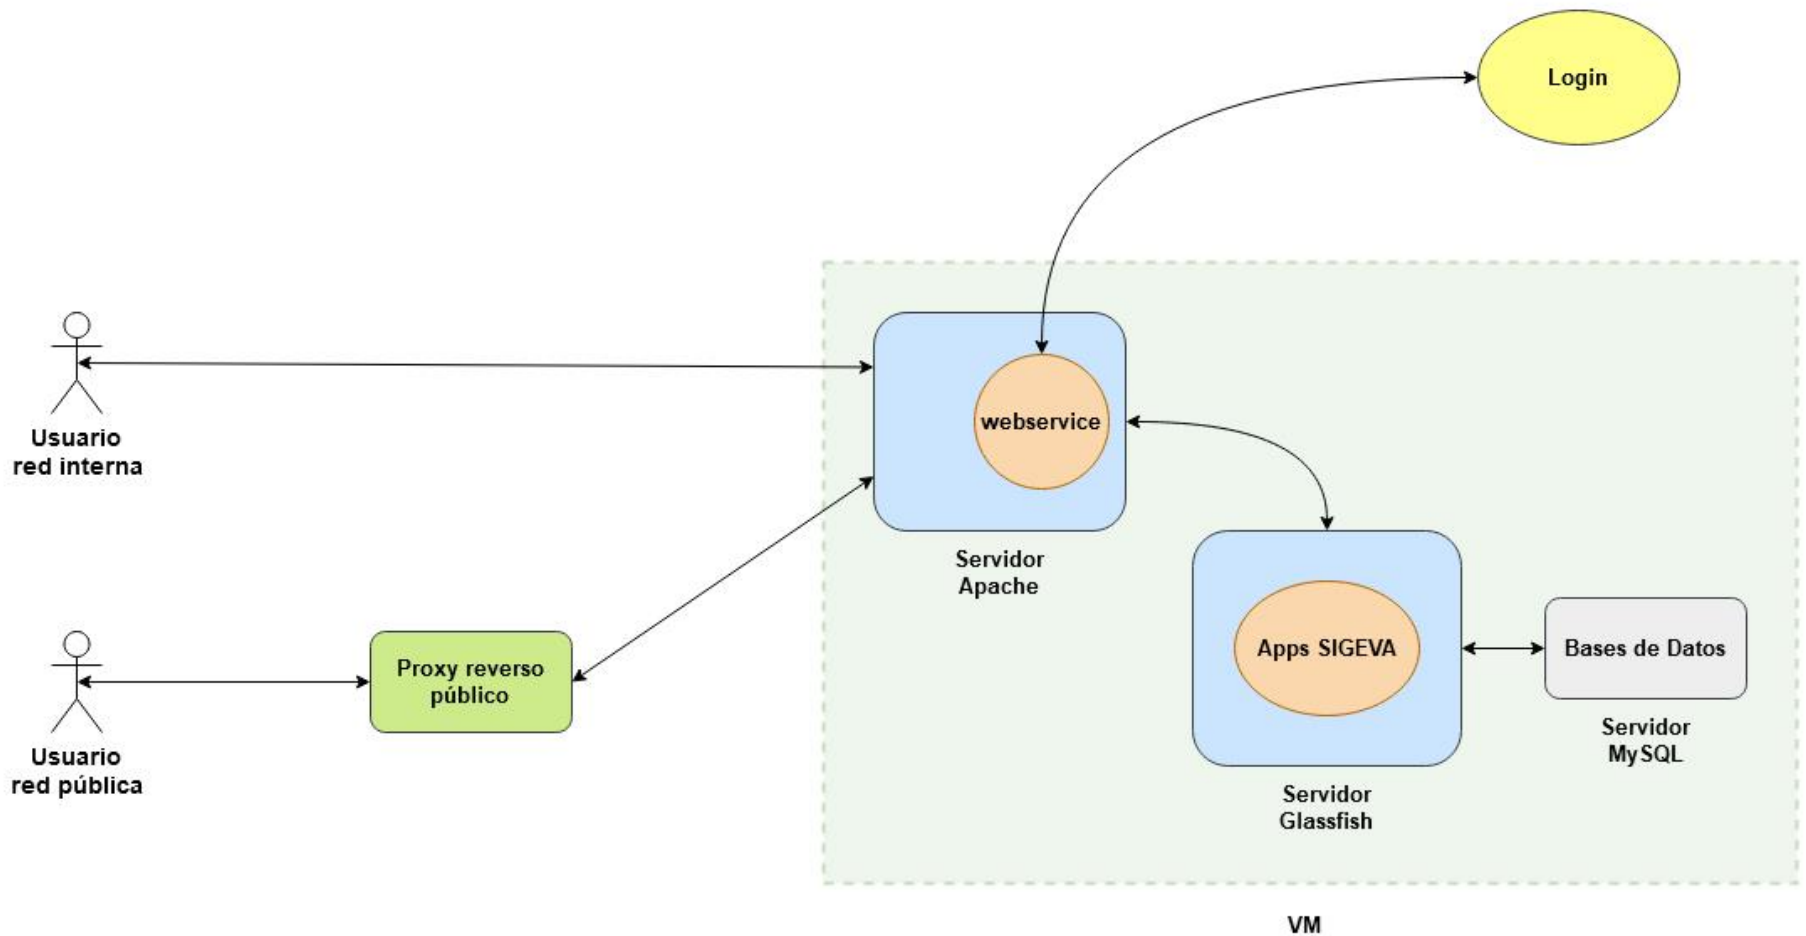 Login
Usuario
red interna
webservice
Servidor
Apache
Usuario
red pública
Proxy reverso
público
Apps SIGEVA
Servidor
Glassfish
Bases de Datos
Servidor
MySQL
VM